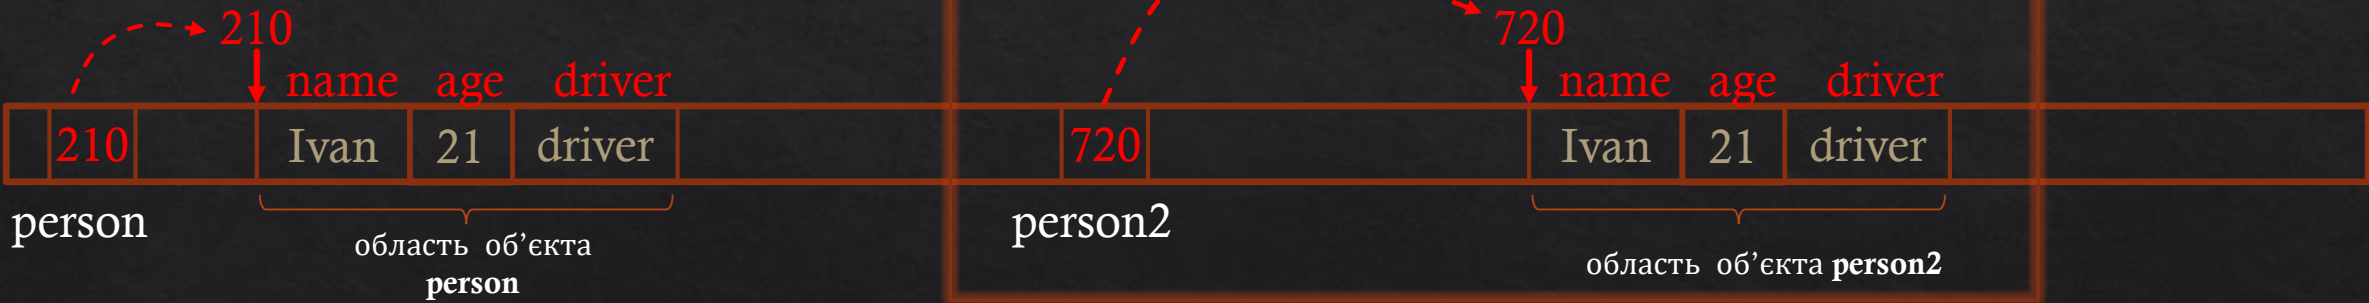 210
720
name age driver
name age driver
210 Ivan 21 driver
720 Ivan 21 driver
person
person2
область об’єкта
person
область об’єкта person2